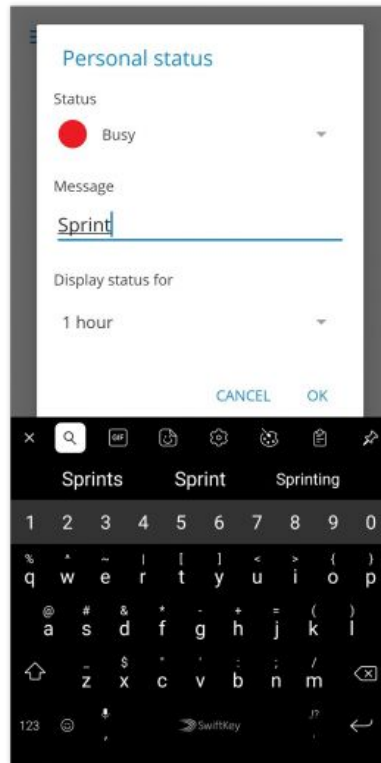 Personal status
Status
Busy
Message
Sprint
Display status for
1 hour
CANCEL OK
GIF
Sprints Sprint Sprinting
1 2 3 4 5 6 7 8 9 0
% ^ ~ | [ ] < > { }
q w e r t y u i o p
@ # & * - + = ( )
a s d f g h j k l
_ $ " ' : ; /
z x c v b n m
123 , SwiftKey !?